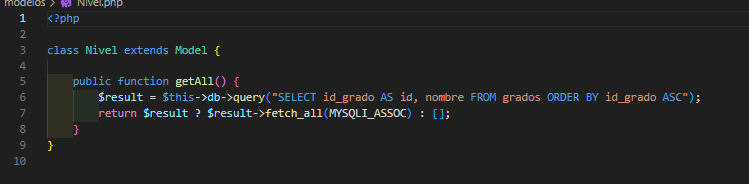 modelos > Nivel.php
1 <?php
2
3 class Nivel extends Model {
4
5 public function getAll() {
6 $result = $this->db->query("SELECT id_grado AS id, nombre FROM grados ORDER BY id_grado ASC");
7 return $result ? $result->fetch_all(MYSQLI_ASSOC) : [];
8 }
9 }
10